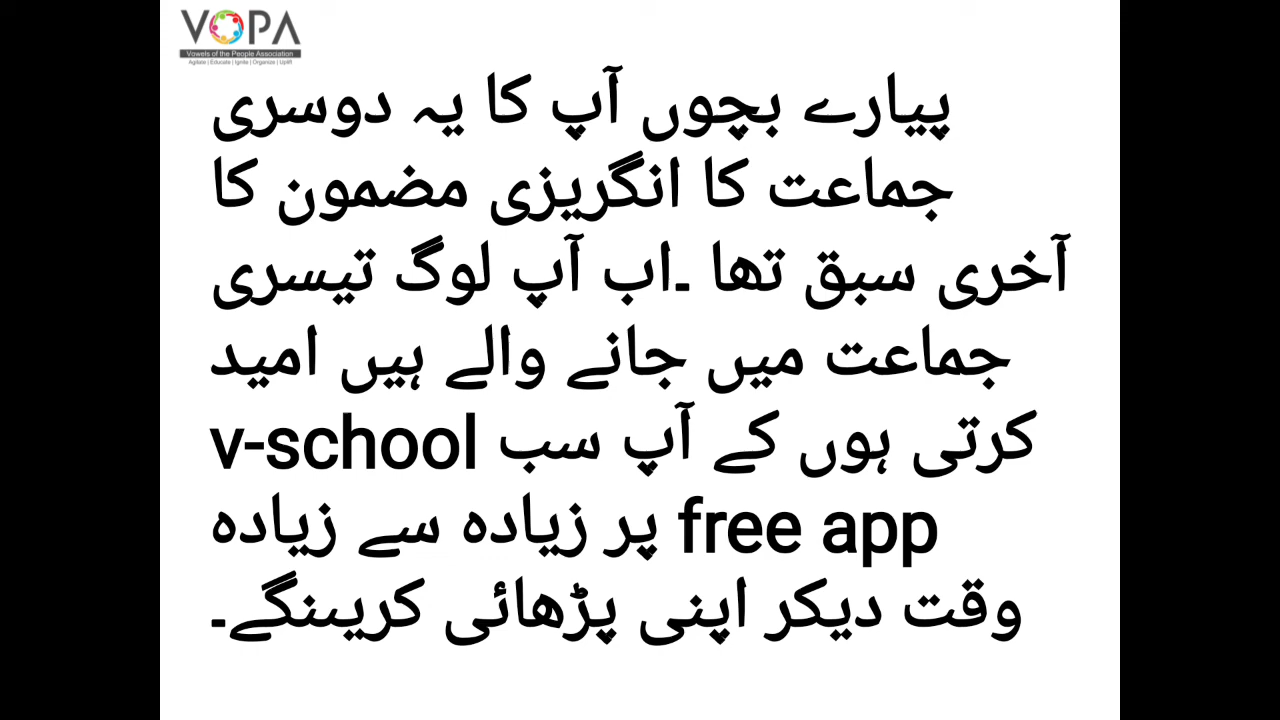 VOPA
Vowels of the People Association
Agitate | Educate | Ignite | Organize | Uplift
پیارے بچوں آپ کا یہ دوسری
جماعت کا انگریزی مضمون کا
آخری سبق تھا ۔اب آپ لوگ تیسری
جماعت میں جانے والے ہیں امید
کرتی ہوں کے آپ سب v-school
free app پر زیادہ سے زیادہ
وقت دیکر اپنی پڑھائی کریںنگے۔